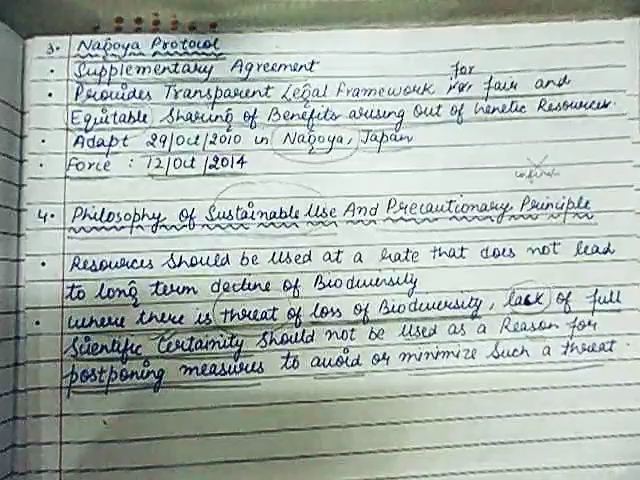 3. Nagoya Protocol
• Supplementary Agreement
• Provides Transparent Legal Framework for fair and
Equitable Sharing of Benefits arising out of Genetic Resources.
• Adapt 29/Oct/2010 in Nagoya, Japan
• Force : 12/Oct/2014
4. Philosophy of Sustainable Use And Precautionary Principle
• Resources should be used at a rate that does not lead
to long term decline of Biodiversity
• where there is threat of loss of Biodiversity, lack of full
Scientific Certainity should not be used as a Reason for
postponing measures to avoid or minimize such a threat.